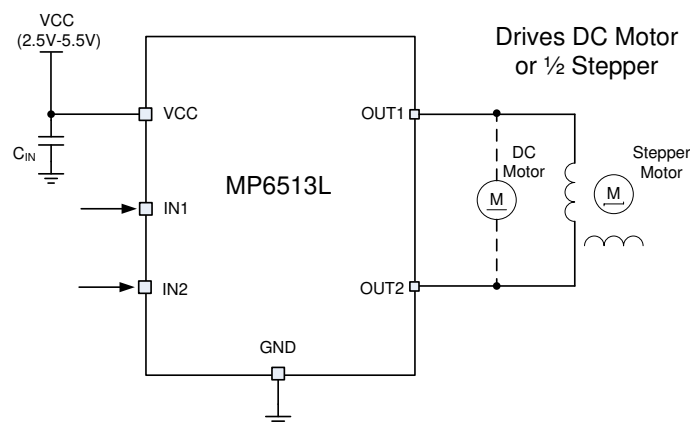 VCC
(2.5V-5.5V)
Drives DC Motor
or ½ Stepper
VCC
OUT1
C_IN
DC
Motor
Stepper
Motor
MP6513L
M
M
IN1
IN2
OUT2
GND